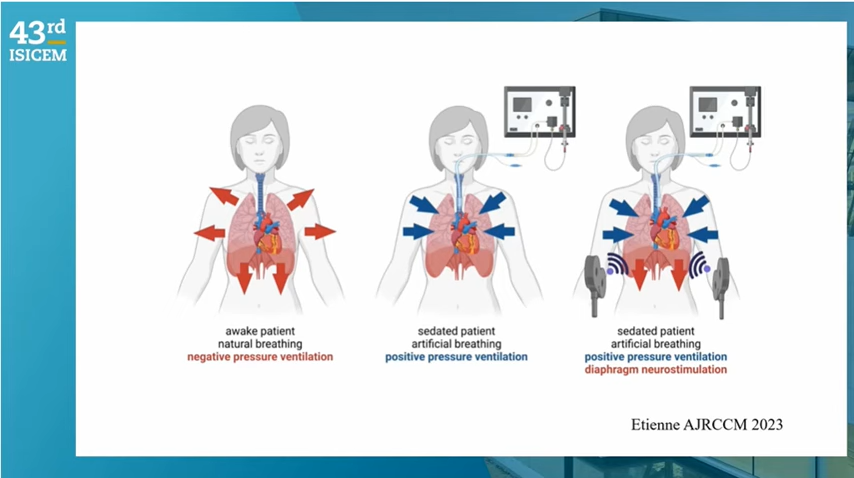 43rd
ISICEM
awake patient
natural breathing
negative pressure ventilation
sedated patient
artificial breathing
positive pressure ventilation
sedated patient
artificial breathing
positive pressure ventilation
diaphragm neurostimulation
Etienne AJRCCM 2023